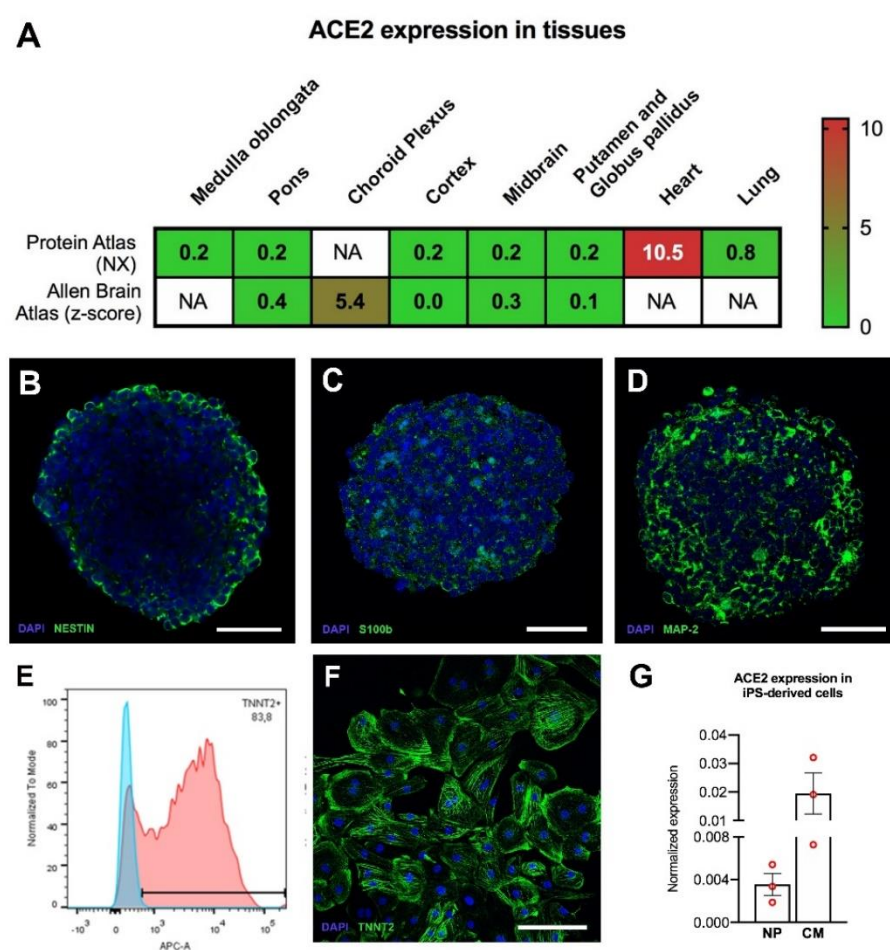 A
ACE2 expression in tissues
Medulla oblongata
Pons
Choroid Plexus
Cortex
Midbrain
Putamen and
Globus pallidus
Heart
Lung
Protein Atlas
(NX)
0.2 0.2 NA 0.2 0.2 0.2 10.5 0.8
Allen Brain
Atlas (z-score)
NA 0.4 5.4 0.0 0.3 0.1 NA NA
10
5
0
B
DAPI NESTIN
C
DAPI S100b
D
DAPI MAP-2
E
TNNT2+
83,8
Normalized To Mode
100
80
60
40
20
0
-10³ 0 10³ 10⁴ 10⁵
APC-A
F
DAPI TNNT2
G
ACE2 expression in
iPS-derived cells
Normalized expression
0.04
0.03
0.02
0.01
0.008
0.004
0.000
NP CM